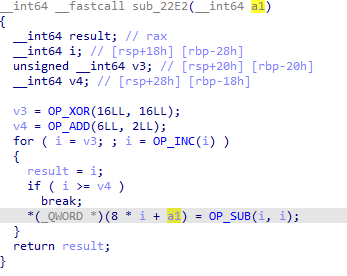 __int64 __fastcall sub_22E2(__int64 a1)
{
  __int64 result; // rax
  __int64 i; // [rsp+18h] [rbp-28h]
  unsigned __int64 v3; // [rsp+20h] [rbp-20h]
  __int64 v4; // [rsp+28h] [rbp-18h]

  v3 = OP_XOR(16LL, 16LL);
  v4 = OP_ADD(6LL, 2LL);
  for ( i = v3; ; i = OP_INC(i) )
  {
    result = i;
    if ( i >= v4 )
      break;
    *(_QWORD *)(8 * i + a1) = OP_SUB(i, i);
  }
  return result;
}